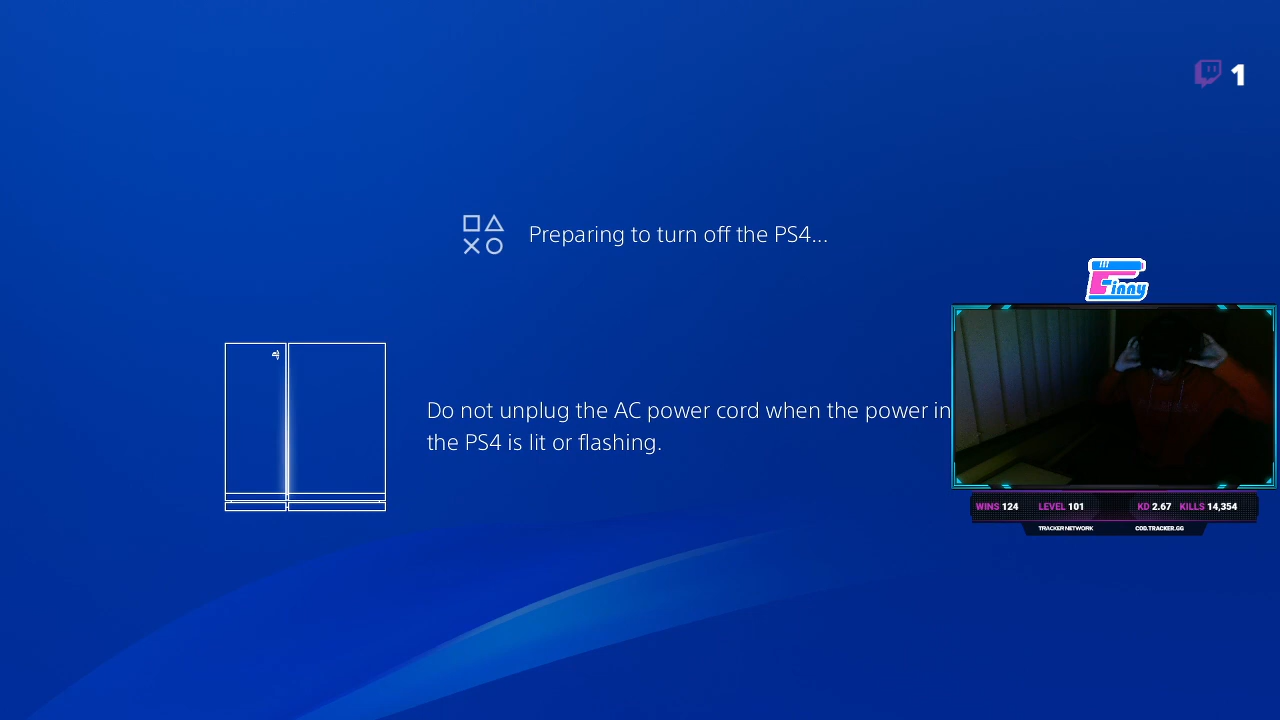 1
Preparing to turn off the PS4...
Finny
Do not unplug the AC power cord when the power in
the PS4 is lit or flashing.
WINS 124 LEVEL 101 KD 2.67 KILLS 14,354
TRACKER NETWORK COD.TRACKER.GG